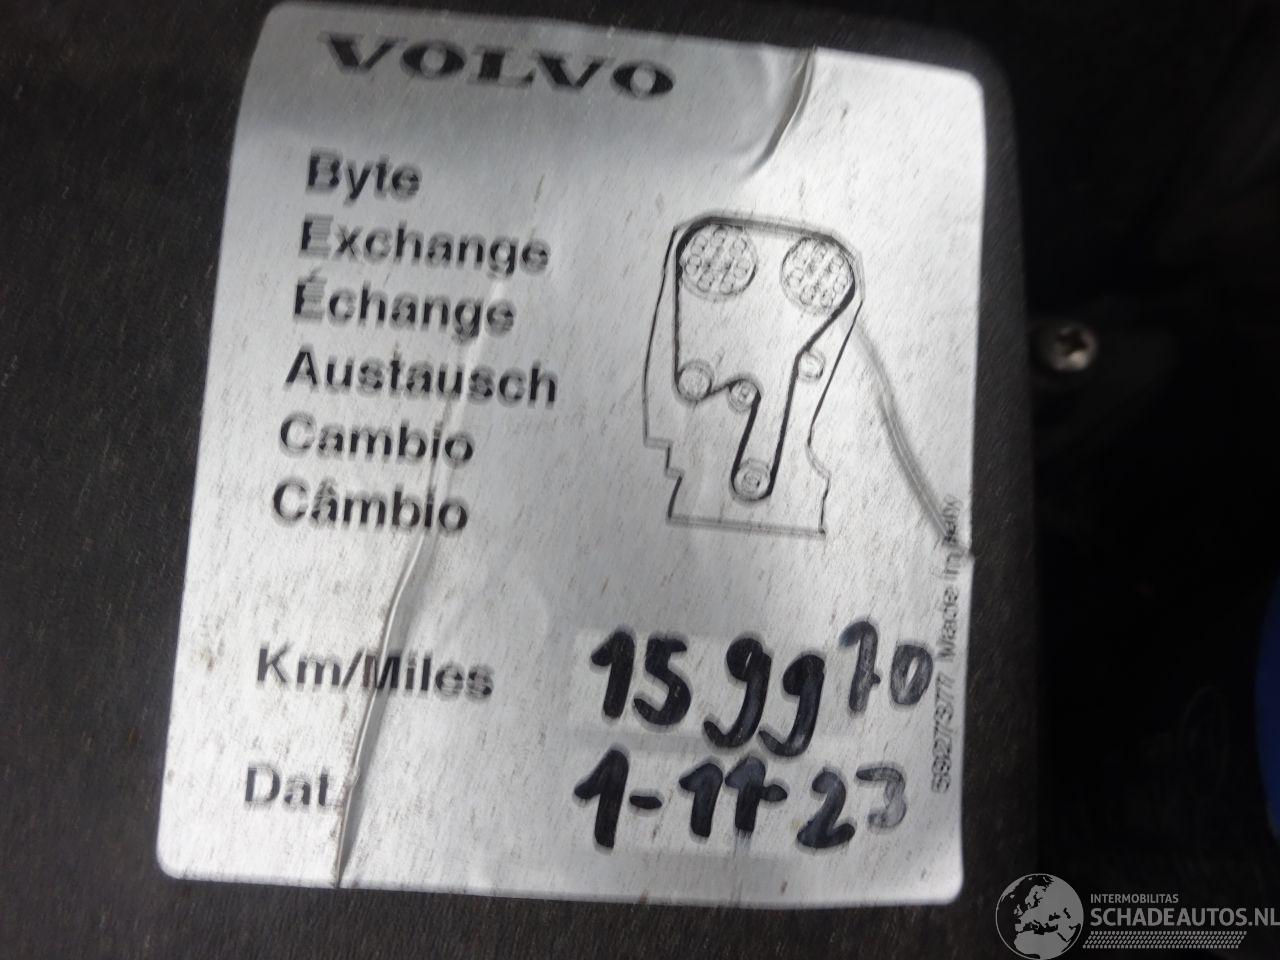 VOLVO
Byte
Exchange
Échange
Austausch
Cambio
Câmbio
Km/Miles 159970
Dat. 1-11-23
Made in Italy
INTERMOBILITAS
SCHADEAUTOS.NL